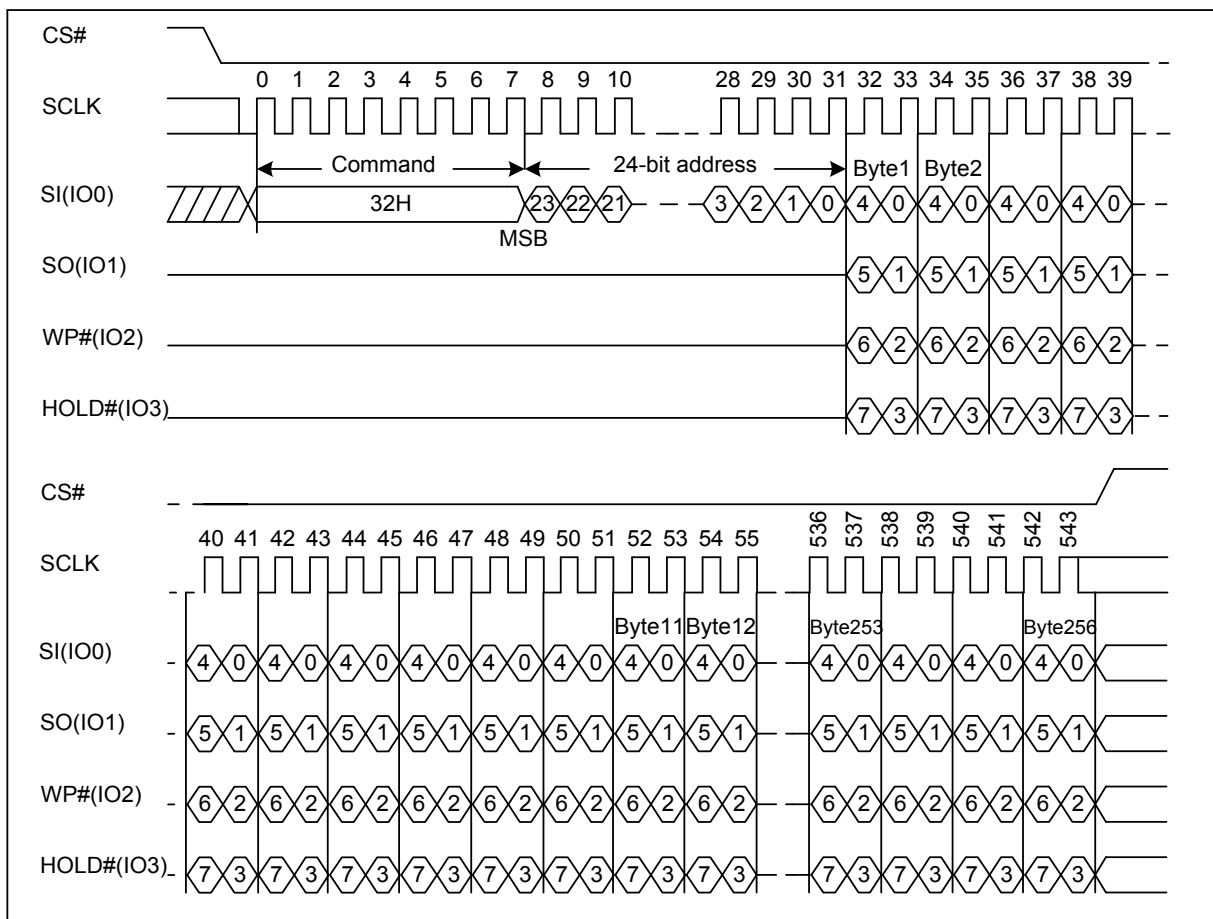 CS#
0 1 2 3 4 5 6 7 8 9 10 28 29 30 31 32 33 34 35 36 37 38 39
SCLK
Command 24-bit address Byte1 Byte2
SI(IO0) 32H 23 22 21 3 2 1 0 4 0 4 0 4 0 4 0
MSB
SO(IO1) 5 1 5 1 5 1 5 1
WP#(IO2) 6 2 6 2 6 2 6 2
HOLD#(IO3) 7 3 7 3 7 3 7 3
CS#
40 41 42 43 44 45 46 47 48 49 50 51 52 53 54 55 536 537 538 539 540 541 542 543
SCLK
Byte11 Byte12 Byte253 Byte256
SI(IO0) 4 0 4 0 4 0 4 0 4 0 4 0 4 0 4 0 4 0 4 0 4 0 4 0
SO(IO1) 5 1 5 1 5 1 5 1 5 1 5 1 5 1 5 1 5 1 5 1 5 1 5 1
WP#(IO2) 6 2 6 2 6 2 6 2 6 2 6 2 6 2 6 2 6 2 6 2 6 2 6 2
HOLD#(IO3) 7 3 7 3 7 3 7 3 7 3 7 3 7 3 7 3 7 3 7 3 7 3 7 3